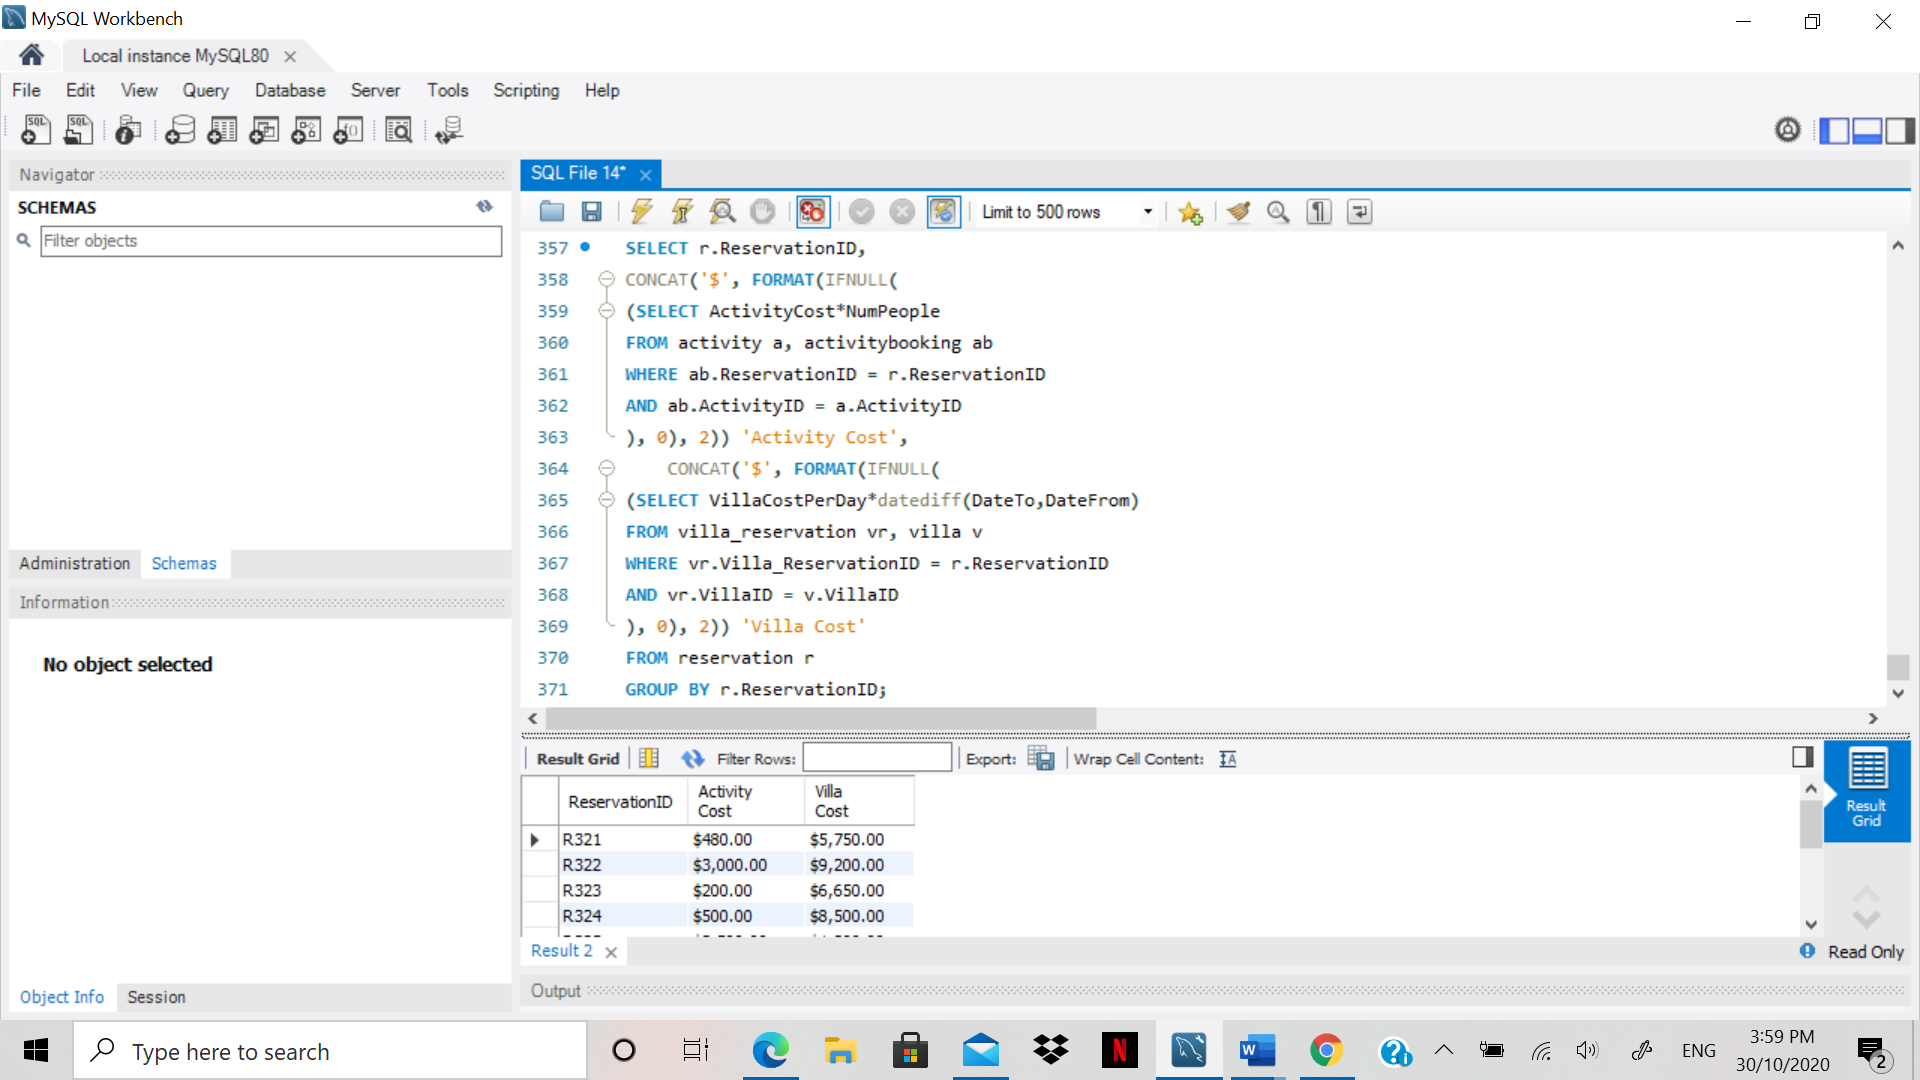 MySQL Workbench
Local instance MySQL80
File Edit View Query Database Server Tools Scripting Help
Navigator
SCHEMAS
Filter objects
Administration Schemas
Information
No object selected
Object Info Session
SQL File 14*
Limit to 500 rows
357 SELECT r.ReservationID,
358 CONCAT('$', FORMAT(IFNULL(
359 (SELECT ActivityCost*NumPeople
360 FROM activity a, activitybooking ab
361 WHERE ab.ReservationID = r.ReservationID
362 AND ab.ActivityID = a.ActivityID
363 ), 0), 2)) 'Activity Cost',
364 CONCAT('$', FORMAT(IFNULL(
365 (SELECT VillaCostPerDay*datediff(DateTo,DateFrom)
366 FROM villa_reservation vr, villa v
367 WHERE vr.Villa_ReservationID = r.ReservationID
368 AND vr.VillaID = v.VillaID
369 ), 0), 2)) 'Villa Cost'
370 FROM reservation r
371 GROUP BY r.ReservationID;
Result Grid Filter Rows: Export: Wrap Cell Content:
ReservationID Activity Cost Villa Cost
R321 $480.00 $5,750.00
R322 $3,000.00 $9,200.00
R323 $200.00 $6,650.00
R324 $500.00 $8,500.00
Result Grid
Result 2
Read Only
Output
Type here to search
ENG
3:59 PM
30/10/2020
2